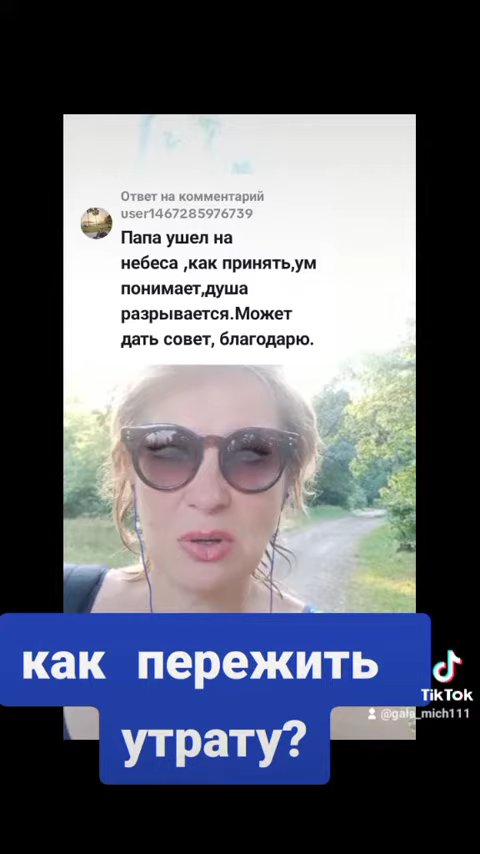 Ответ на комментарий
user1467285976739
Папа ушел на
небеса ,как принять,ум
понимает,душа
разрывается.Может
дать совет, благодарю.
как пережить
утрату?
TikTok
@galp_mich111